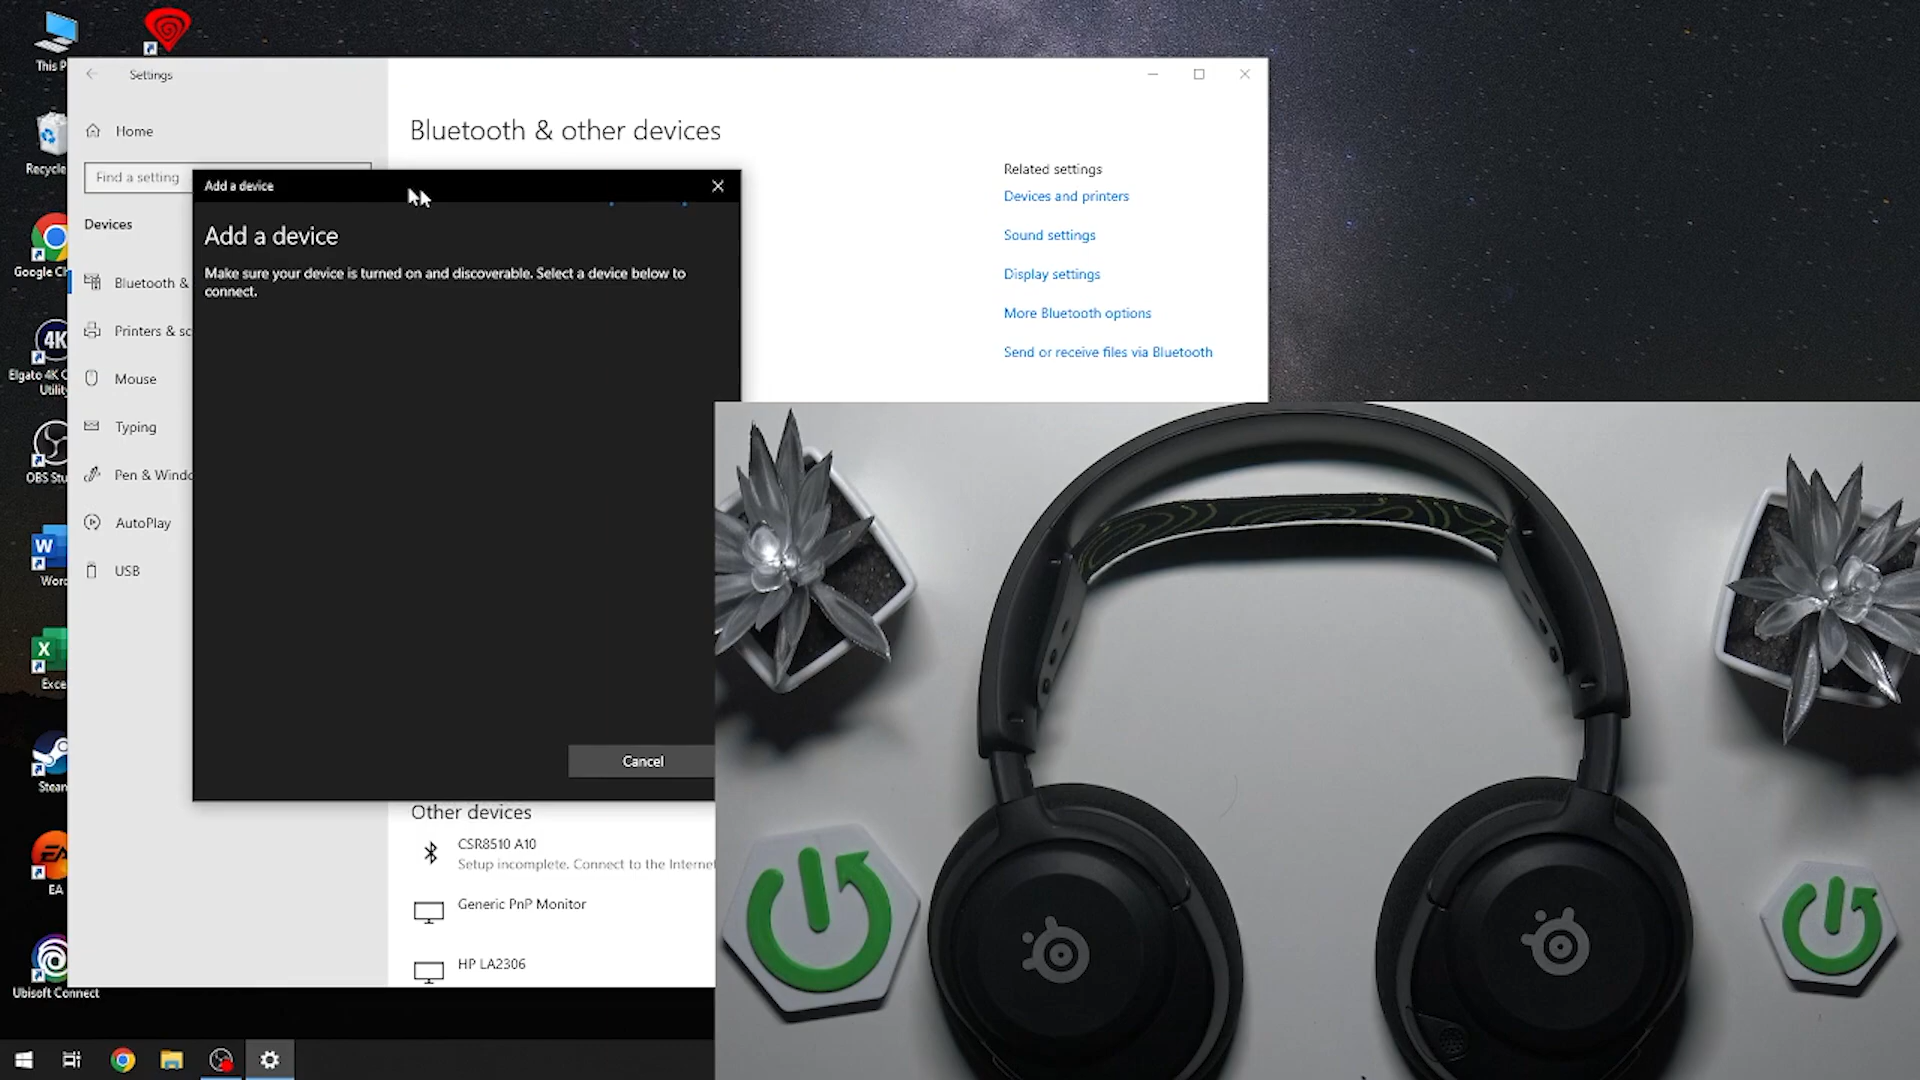 This P
Recycle
Google Ch
4K
Elgato 4K C
Utility
OBS Stu
Word
Exce
Steam
EA
Ubisoft Connect
Settings
Home
Find a setting
Devices
Bluetooth &
Printers & sc
Mouse
Typing
Pen & Windo
AutoPlay
USB
Bluetooth & other devices
Add a device
Add a device
Make sure your device is turned on and discoverable. Select a device below to
connect.
Cancel
Other devices
CSR8510 A10
Setup incomplete. Connect to the Internet
Generic PnP Monitor
HP LA2306
Related settings
Devices and printers
Sound settings
Display settings
More Bluetooth options
Send or receive files via Bluetooth